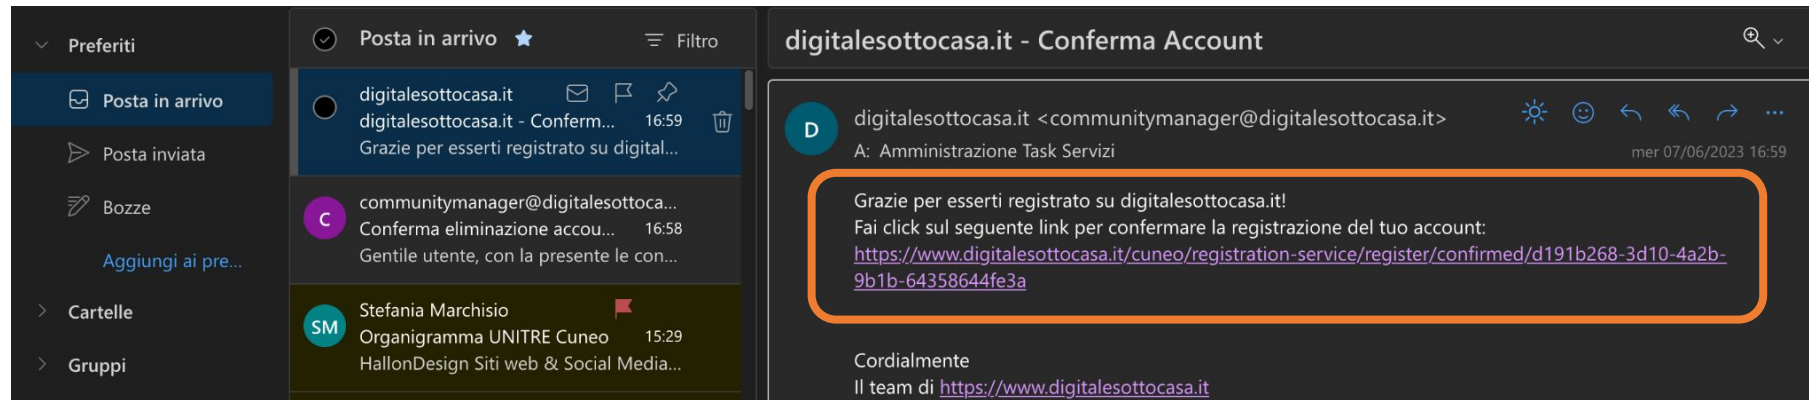 Preferiti
Posta in arrivo
Posta inviata
Bozze
Aggiungi ai pre...
Cartelle
Gruppi
Posta in arrivo
Filtro
digitalesottocasa.it
digitalesottocasa.it - Conferm... 16:59
Grazie per esserti registrato su digital...
C
communitymanager@digitalesottoca...
Conferma eliminazione accou... 16:58
Gentile utente, con la presente le con...
SM
Stefania Marchisio
Organigramma UNITRE Cuneo 15:29
HallonDesign Siti web & Social Media...
digitalesottocasa.it - Conferma Account
D
digitalesottocasa.it <communitymanager@digitalesottocasa.it>
A: Amministrazione Task Servizi
mer 07/06/2023 16:59
Grazie per esserti registrato su digitalesottocasa.it!
Fai click sul seguente link per confermare la registrazione del tuo account:
https://www.digitalesottocasa.it/cuneo/registration-service/register/confirmed/d191b268-3d10-4a2b-
9b1b-64358644fe3a
Cordialmente
Il team di https://www.digitalesottocasa.it